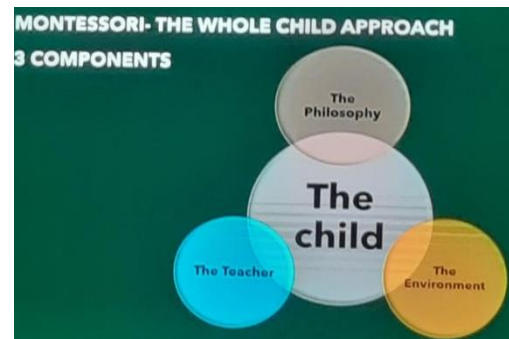 MONTESSORI- THE WHOLE CHILD APPROACH
3 COMPONENTS
The
Philosophy
The
child
The Teacher
The
Environment